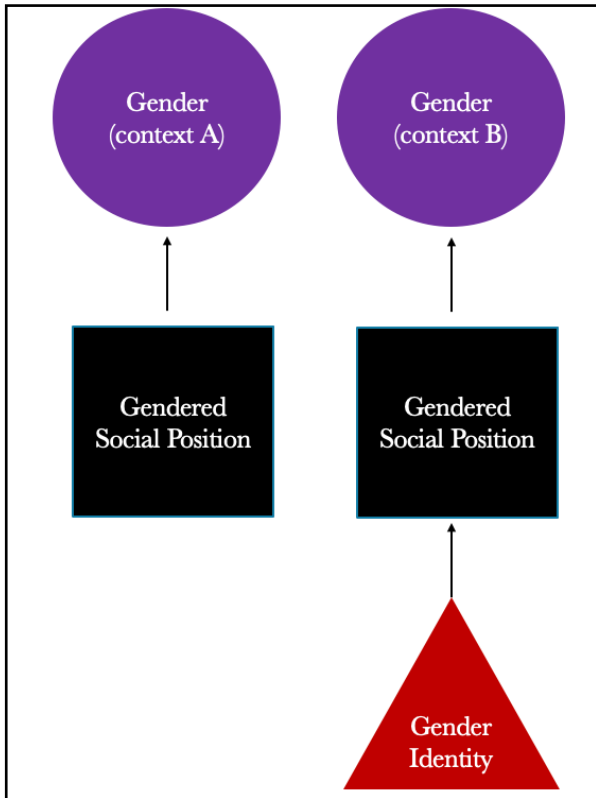 Gender
(context A)
Gender
(context B)
Gendered
Social Position
Gendered
Social Position
Gender
Identity